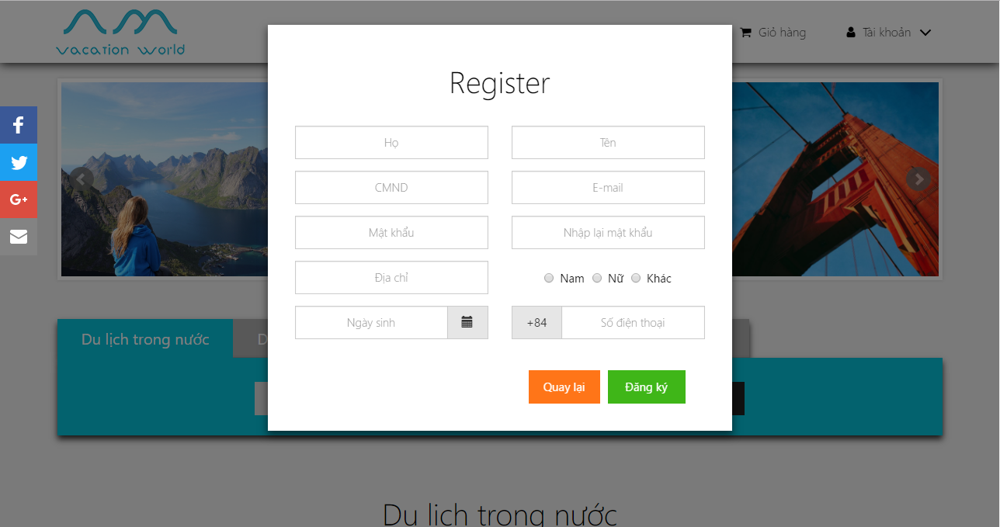 vacation world
Giỏ hàng
Tài khoản
Register
Họ
Tên
CMND
E-mail
Mật khẩu
Nhập lại mật khẩu
Địa chỉ
Nam
Nữ
Khác
Ngày sinh
+84
Số điện thoại
Du lịch trong nước
D
Quay lại
Đăng ký
Du lịch trong nước